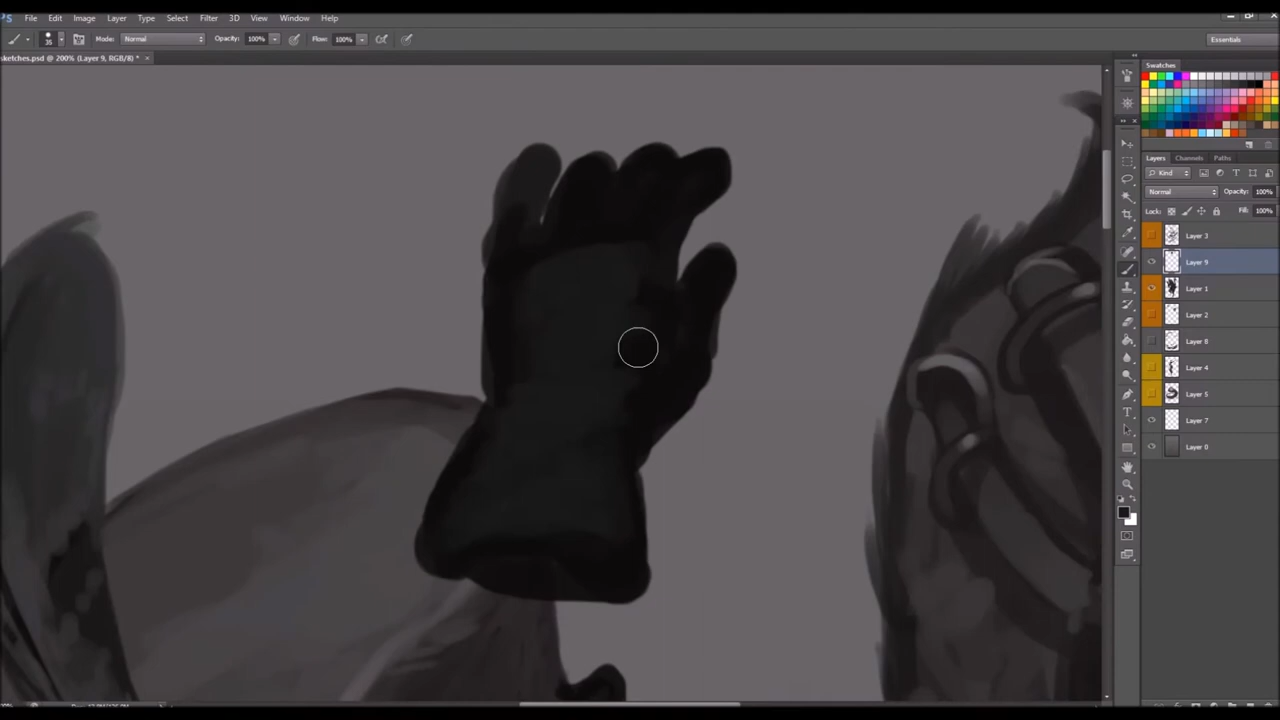 File Edit Image Layer Type Select Filter 3D View Window Help
35 Mode: Normal Opacity: 100% Flow: 100% Essentials
sketches.psd @ 200% (Layer 9, RGB/8) *
Swatches
Layers Channels Paths
Kind
Normal Opacity: 100%
Lock: Fill: 100%
Layer 3
Layer 9
Layer 1
Layer 2
Layer 8
Layer 4
Layer 5
Layer 7
Layer 0